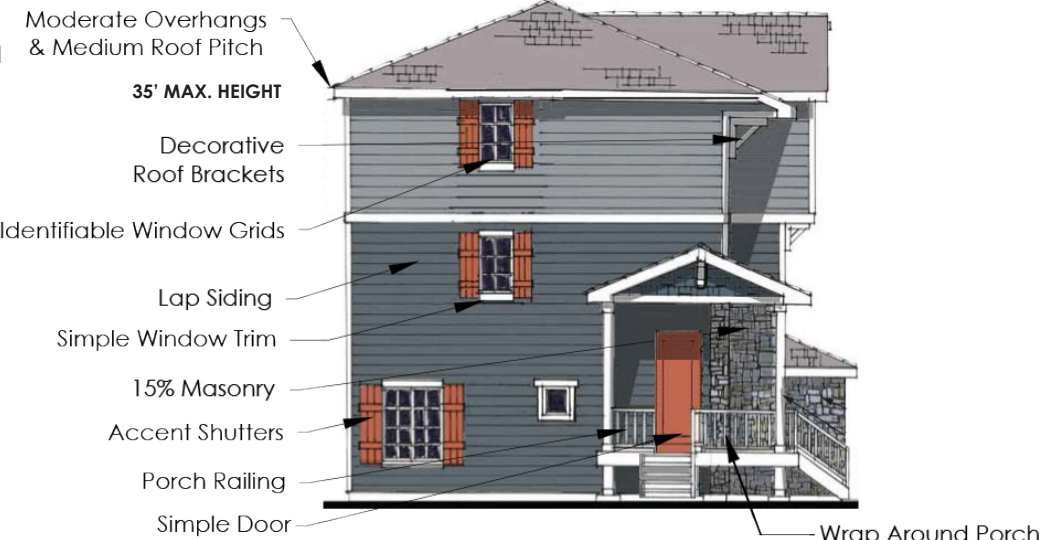 Moderate Overhangs
& Medium Roof Pitch
35' MAX. HEIGHT
Decorative
Roof Brackets
Identifiable Window Grids
Lap Siding
Simple Window Trim
15% Masonry
Accent Shutters
Porch Railing
Simple Door
Wrap Around Porch